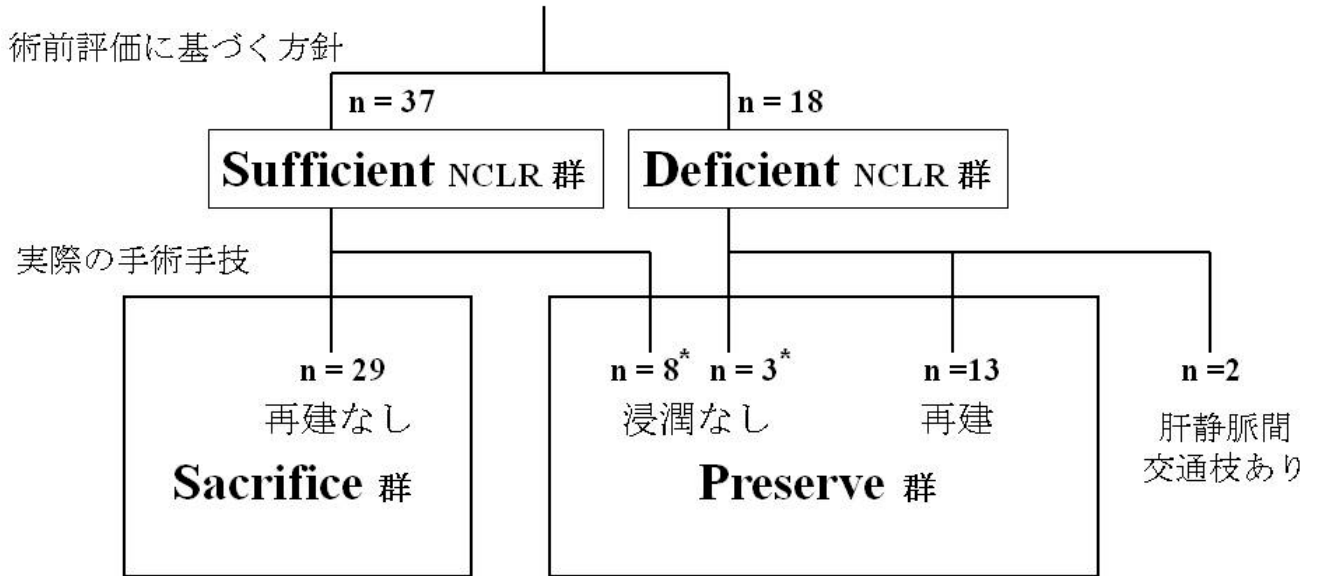 術前評価に基づく方針
n = 37
n = 18
Sufficient NCLR 群
Deficient NCLR 群
実際の手術手技
n = 29
n = 8*
n = 3*
n =13
n =2
再建なし
浸潤なし
再建
肝静脈間
交通枝あり
Sacrifice 群
Preserve 群